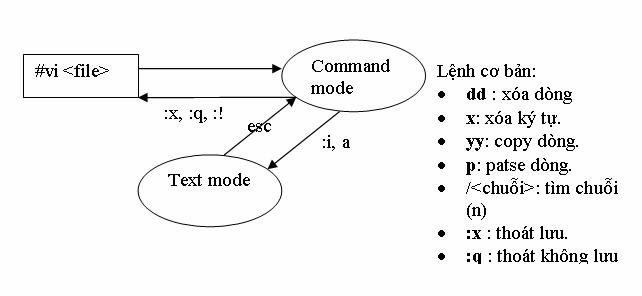 #vi <file>
Command
mode
:x, :q, :!
esc
:i, a
Text mode
Lệnh cơ bản:
• dd : xóa dòng
• x: xóa ký tự.
• yy: copy dòng.
• p: patse dòng.
• /<chuỗi>: tìm chuỗi
(n)
• :x : thoát lưu.
• :q : thoát không lưu